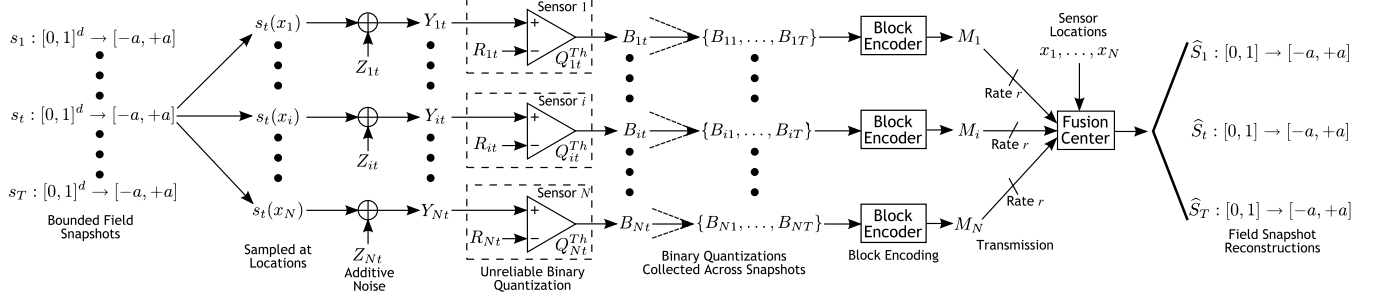 s_1 : [0, 1]^d → [−a, +a]
s_t : [0, 1]^d → [−a, +a]
s_T : [0, 1]^d → [−a, +a]
Bounded Field
Snapshots
s_t(x_1)
s_t(x_i)
s_t(x_N)
Sampled at
Locations
Z_{1t}
Z_{it}
Z_{Nt}
Additive
Noise
Y_{1t}
Y_{it}
Y_{Nt}
Sensor 1
+
R_{1t}
−
Q_{1t}^{Th}
Sensor i
+
R_{it}
−
Q_{it}^{Th}
Sensor N
+
R_{Nt}
−
Q_{Nt}^{Th}
Unreliable Binary
Quantization
B_{1t}
B_{it}
B_{Nt}
{B_{11}, . . . , B_{1T}}
{B_{i1}, . . . , B_{iT}}
{B_{N1}, . . . , B_{NT}}
Binary Quantizations
Collected Across Snapshots
Block
Encoder
Block
Encoder
Block
Encoder
Block Encoding
M_1
M_i
M_N
Rate r
Rate r
Rate r
Transmission
Sensor
Locations
x_1, . . . , x_N
Fusion
Center
Ŝ_1 : [0, 1] → [−a, +a]
Ŝ_t : [0, 1] → [−a, +a]
Ŝ_T : [0, 1] → [−a, +a]
Field Snapshot
Reconstructions